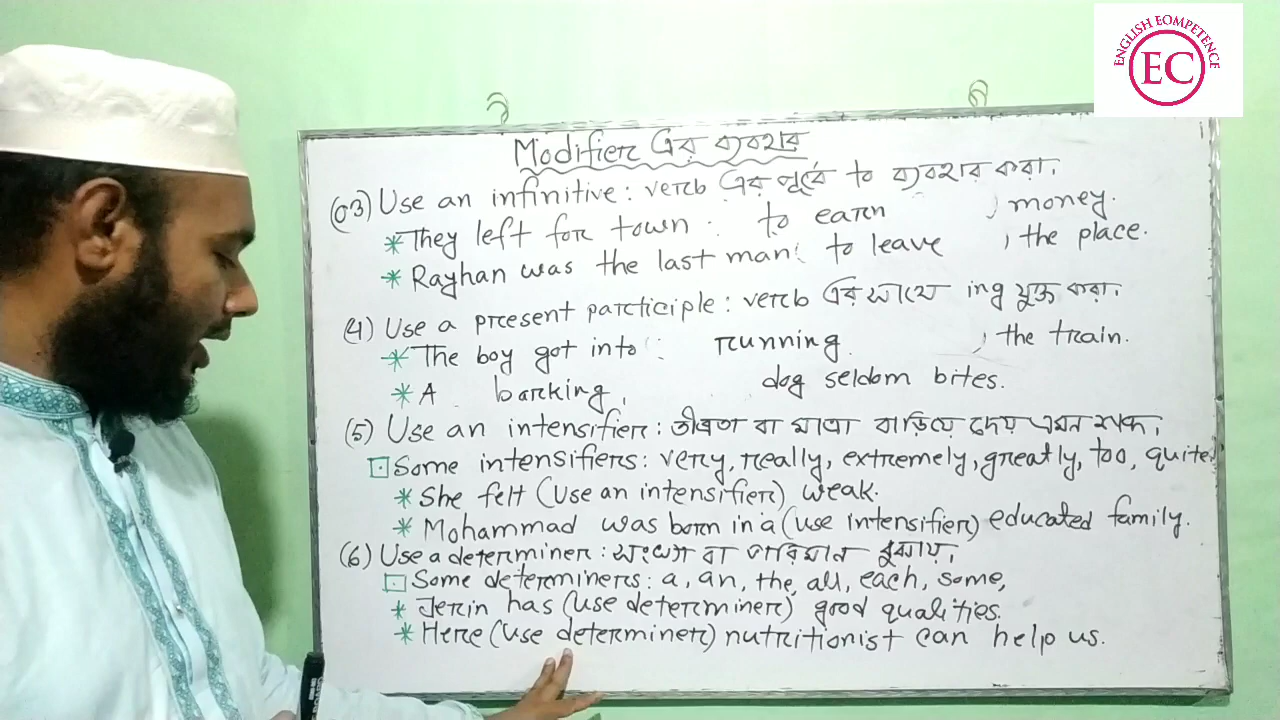 ENGLISH EOMPETENCE
EC
Modifier এর ব্যবহার
(03) Use an infinitive: verb এর পূর্বে to ব্যবহার করা।
* They left for town to earn money.
* Rayhan was the last man to leave the place.
(4) Use a present participle: verb এর সাথে ing যুক্ত করা।
* The boy got into running the train.
* A barking dog seldom bites.
(5) Use an intensifier: তীব্রতা বা মাত্রা বাড়িয়ে দেয় এমন শব্দ।
Some intensifiers: very, really, extremely, greatly, too, quite.
* She felt (Use an intensifier) weak.
* Mohammad was born in a (use intensifier) educated family.
(6) Use a determiner: সংখ্যা বা পরিমান বুঝায়।
Some determiners: a, an, the, all, each, some,
* Jerin has (use determiner) good qualities.
* Here (use determiner) nutritionist can help us.